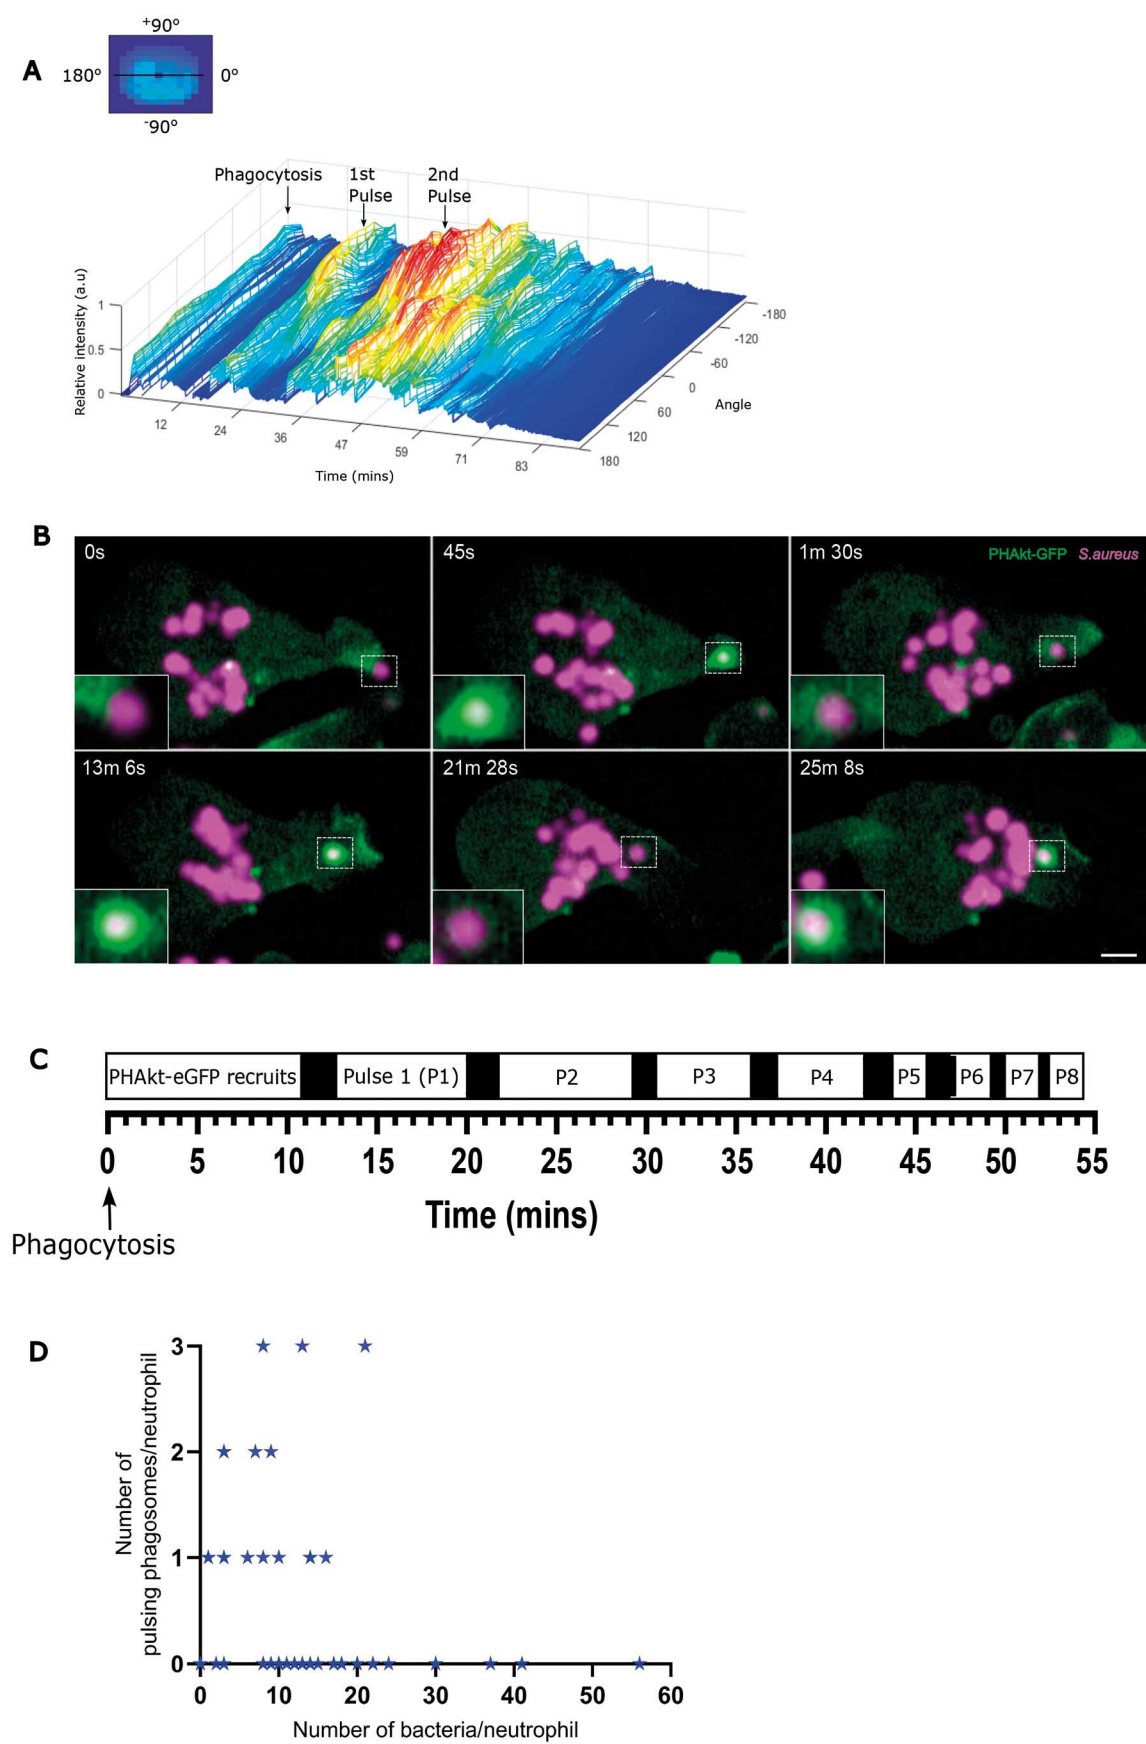 A
+90º
180º
0º
-90º
Phagocytosis
1st
Pulse
2nd
Pulse
Relative intensity (a.u)
1
0.5
0
12
24
36
47
59
71
83
Time (mins)
-180
-120
-60
0
60
120
180
Angle
B
0s
45s
1m 30s
PHAkt-GFP S.aureus
13m 6s
21m 28s
25m 8s
C
PHAkt-eGFP recruits
Pulse 1 (P1)
P2
P3
P4
P5
P6
P7
P8
0 5 10 15 20 25 30 35 40 45 50 55
Time (mins)
Phagocytosis
D
Number of
pulsing phagosomes/neutrophil
3
2
1
0
0 10 20 30 40 50 60
Number of bacteria/neutrophil